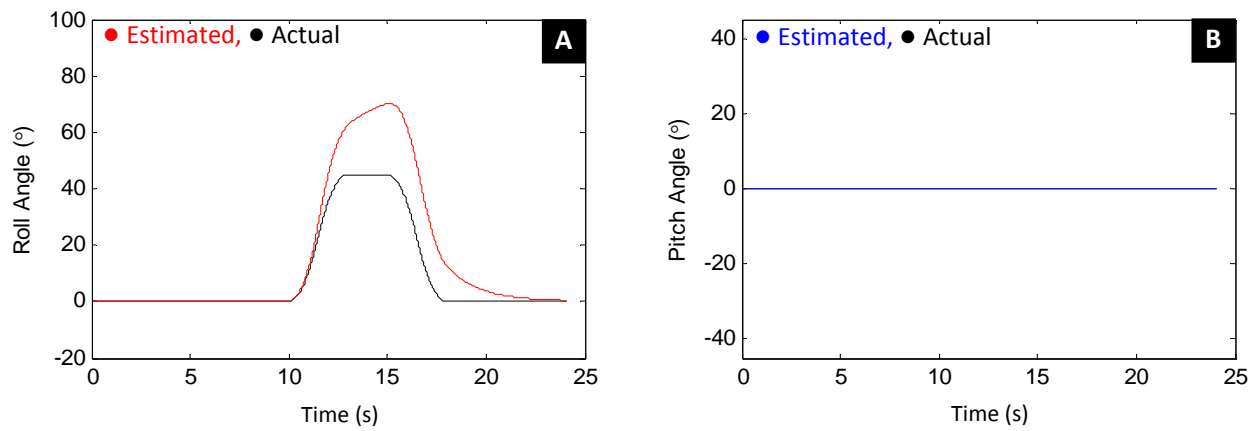 100
80
60
40
20
0
-20
0 5 10 15 20 25
Roll Angle (°)
Time (s)
● Estimated, ● Actual
A
40
20
0
-20
-40
0 5 10 15 20 25
Pitch Angle (°)
Time (s)
● Estimated, ● Actual
B